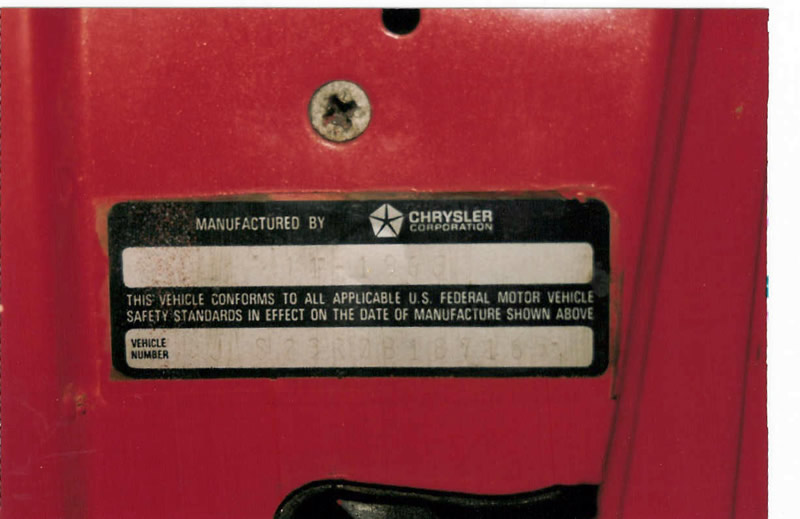 MANUFACTURED BY
CHRYSLER
CORPORATION
THIS VEHICLE CONFORMS TO ALL APPLICABLE U.S. FEDERAL MOTOR VEHICLE
SAFETY STANDARDS IN EFFECT ON THE DATE OF MANUFACTURE SHOWN ABOVE
VEHICLE
NUMBER